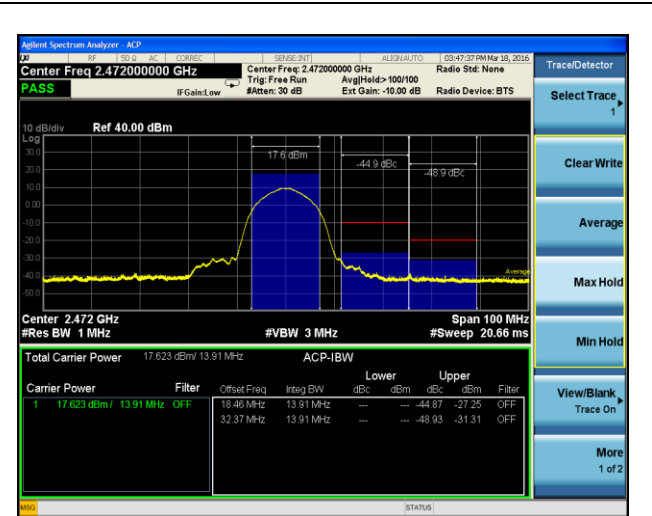 Agilent Spectrum Analyzer - ACP
RF 50 Ω AC CORREC SENSE:INT ALIGNAUTO 03:47:37 PM Mar 18, 2016
Center Freq 2.472000000 GHz
Center Freq: 2.472000000 GHz Radio Std: None
Trig: Free Run Avg|Hold:>100/100
PASS
IFGain:Low #Atten: 30 dB Ext Gain: -10.00 dB Radio Device: BTS
Trace/Detector
Select Trace
1
Clear Write
Average
Max Hold
Min Hold
View/Blank
Trace On
More
1 of 2
10 dB/div Ref 40.00 dBm
Log
30.0
20.0
10.0
0.00
-10.0
-20.0
-30.0
-40.0
-50.0
17.6 dBm
-44.9 dBc
-48.9 dBc
Average
Center 2.472 GHz Span 100 MHz
#Res BW 1 MHz #VBW 3 MHz #Sweep 20.66 ms
Total Carrier Power 17.623 dBm/ 13.91 MHz ACP-IBW
Lower Upper
Carrier Power Filter Offset Freq Integ BW dBc dBm dBc dBm Filter
1 17.623 dBm / 13.91 MHz OFF 18.46 MHz 13.91 MHz --- --- -44.87 -27.25 OFF
32.37 MHz 13.91 MHz --- --- -48.93 -31.31 OFF
MSG STATUS